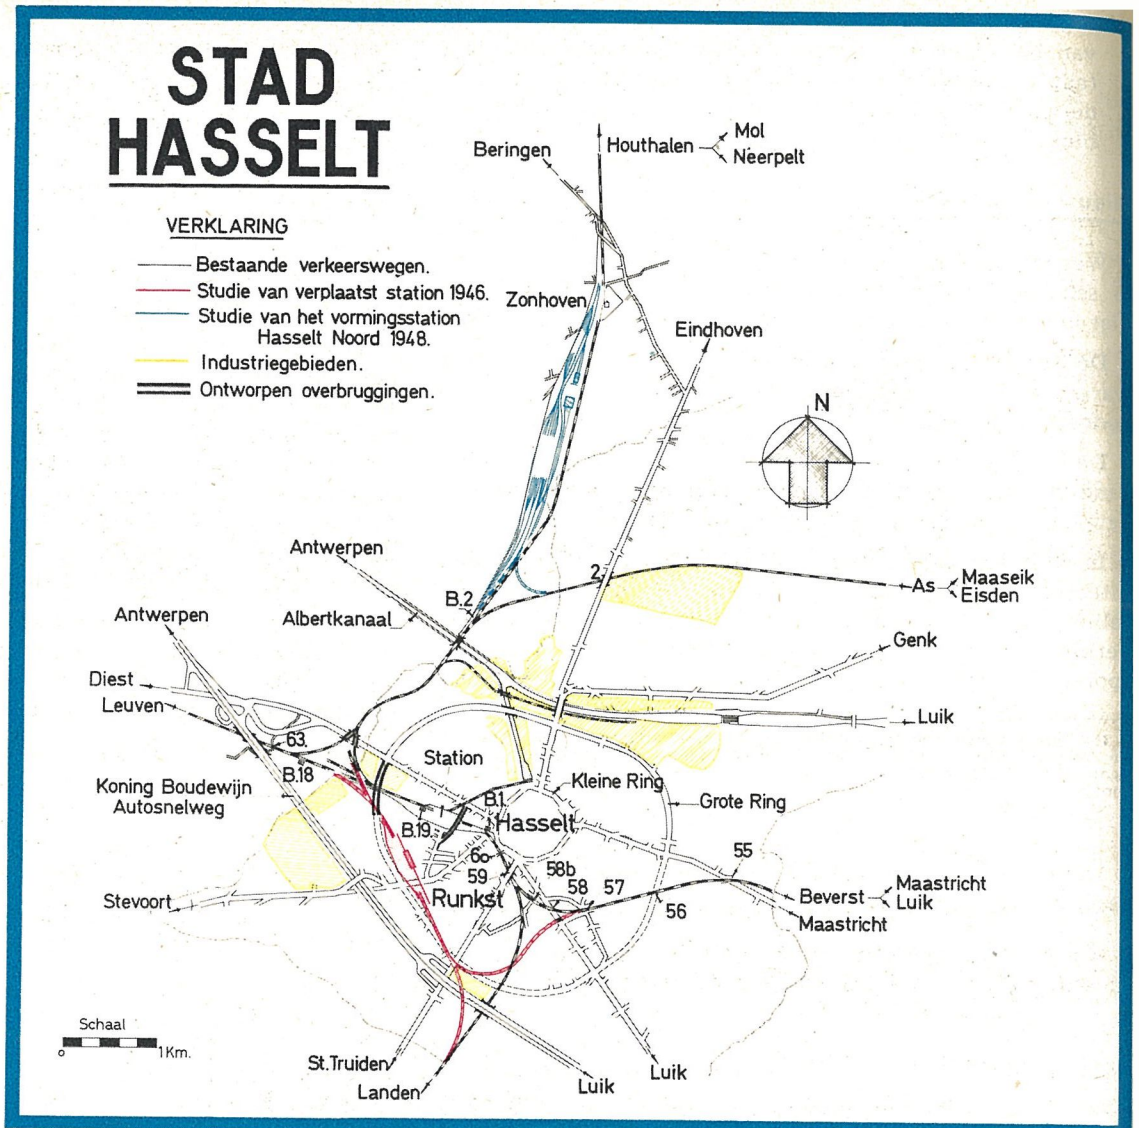 STAD
HASSELT
VERKLARING
Bestaande verkeerswegen.
Studie van verplaatst station 1946.
Studie van het vormingsstation
Hasselt Noord 1948.
Industriegebieden.
Ontworpen overbruggingen.
Beringen
Houthalen
Mol
Neerpelt
Zonhoven
Eindhoven
N
Antwerpen
2
As
Maaseik
Eisden
B.2
Albertkanaal
Antwerpen
Genk
Diest
Leuven
Luik
63.
Station
B.18
Koning Boudewijn
Autosnelweg
Kleine Ring
B.1
Grote Ring
B.19.
Hasselt
60
59
58b
55
58
57
Stevoort
Runkst
56
Beverst
Maastricht
Luik
Maastricht
Schaal
0
1Km.
St.Truiden
Landen
Luik
Luik